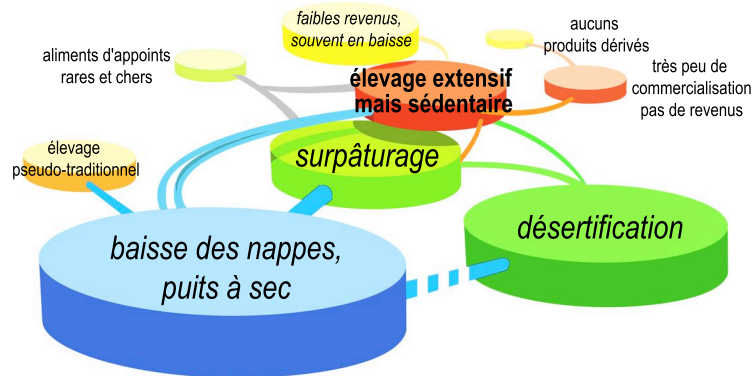 faibles revenus,
souvent en baisse
aucuns
produits dérivés
aliments d'appoints
rares et chers
élevage extensif
mais sédentaire
très peu de
commercialisation
pas de revenus
élevage
pseudo-traditionnel
surpâturage
désertification
baisse des nappes,
puits à sec